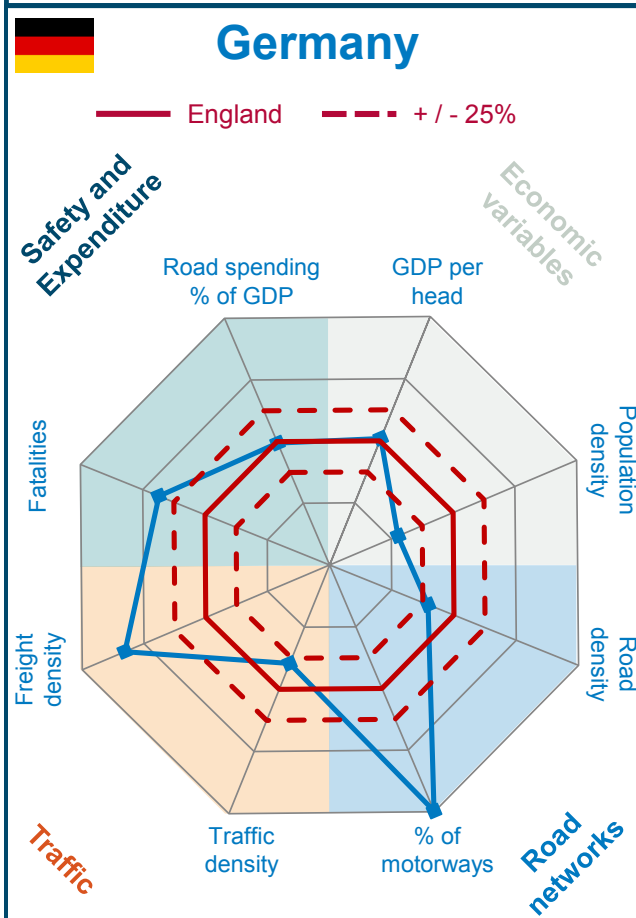 Germany
England
+ / - 25%
Safety and
Expenditure
Economic
variables
Road spending
% of GDP
GDP per
head
Fatalities
Population
density
Freight
density
Road
density
Traffic
density
% of
motorways
Traffic
Road
networks